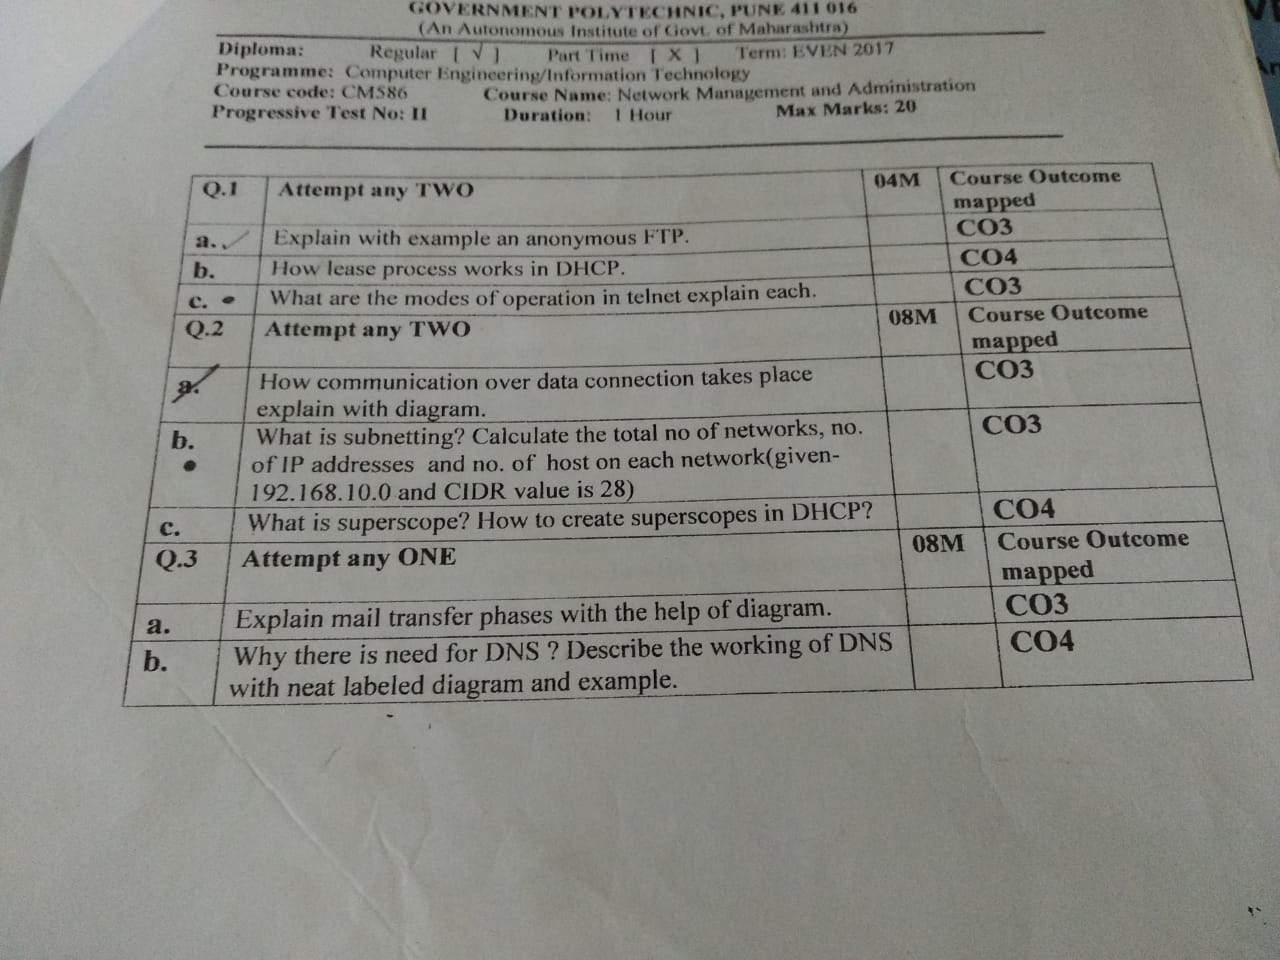 GOVERNMENT POLYTECHNIC, PUNE 411 016
(An Autonomous Institute of Govt. of Maharashtra)
Diploma: Regular [ √ ] Part Time [ X ] Term: EVEN 2017
Programme: Computer Engineering/Information Technology
Course code: CM586 Course Name: Network Management and Administration
Progressive Test No: II Duration: 1 Hour Max Marks: 20
Q.1 Attempt any TWO 04M Course Outcome
mapped
a. Explain with example an anonymous FTP. CO3
b. How lease process works in DHCP. CO4
c. What are the modes of operation in telnet explain each. CO3
Q.2 Attempt any TWO 08M Course Outcome
mapped
a. How communication over data connection takes place CO3
explain with diagram.
b. What is subnetting? Calculate the total no of networks, no. CO3
of IP addresses and no. of host on each network(given-
192.168.10.0 and CIDR value is 28)
c. What is superscope? How to create superscopes in DHCP? CO4
Q.3 Attempt any ONE 08M Course Outcome
mapped
a. Explain mail transfer phases with the help of diagram. CO3
b. Why there is need for DNS ? Describe the working of DNS CO4
with neat labeled diagram and example.